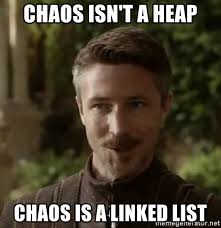 CHAOS ISN'T A HEAP
CHAOS IS A LINKED LIST
memegenerator.net